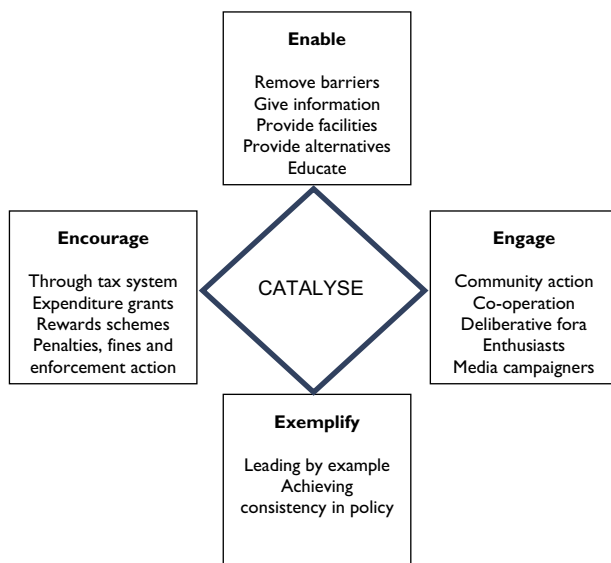 Enable
Remove barriers
Give information
Provide facilities
Provide alternatives
Educate
Encourage
Through tax system
Expenditure grants
Rewards schemes
Penalties, fines and
enforcement action
CATALYSE
Engage
Community action
Co-operation
Deliberative fora
Enthusiasts
Media campaigners
Exemplify
Leading by example
Achieving
consistency in policy